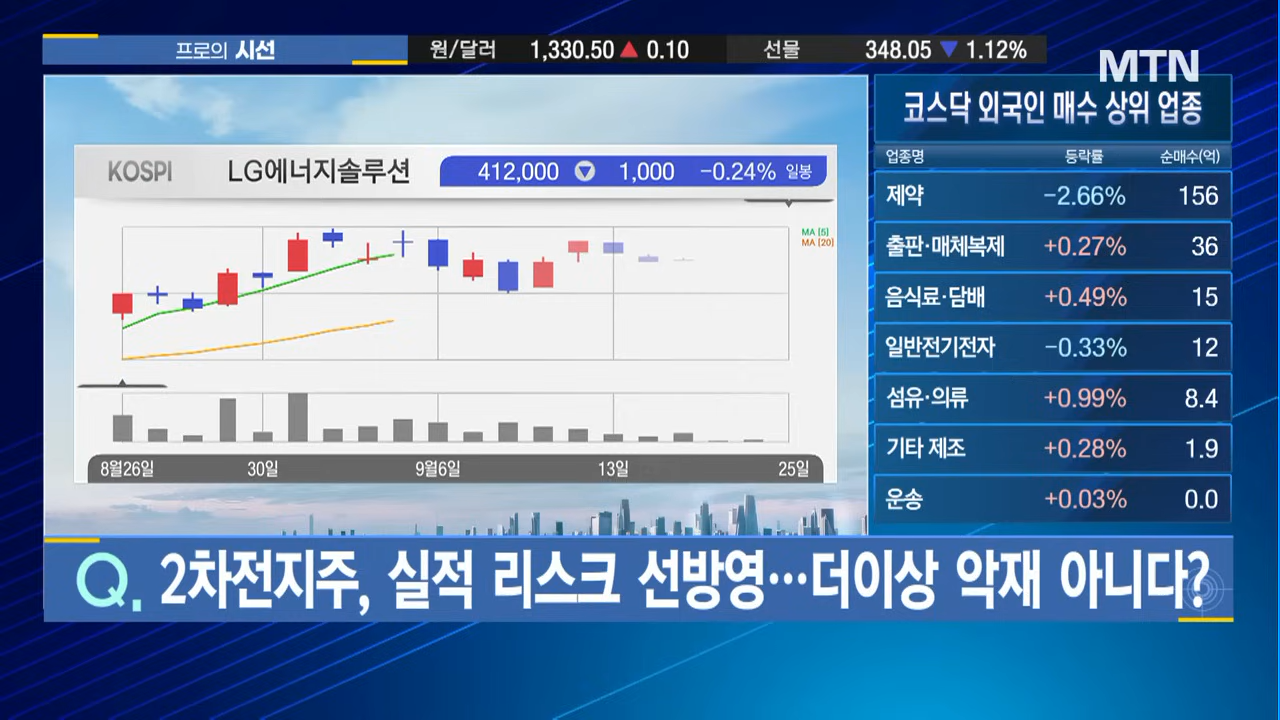 프로의 시선
원/달러 1,330.50 ▲ 0.10 선물 348.05 ▼ 1.12%
MTN
KOSPI LG에너지솔루션 412,000 ▼ 1,000 -0.24% 일봉
MA [5]
MA [20]
8월26일 30일 9월6일 13일 25일
코스닥 외국인 매수 상위 업종
업종명 등락률 순매수(억)
제약 -2.66% 156
출판·매체복제 +0.27% 36
음식료·담배 +0.49% 15
일반전기전자 -0.33% 12
섬유·의류 +0.99% 8.4
기타 제조 +0.28% 1.9
운송 +0.03% 0.0
Q. 2차전지주, 실적 리스크 선방영…더이상 악재 아니다?